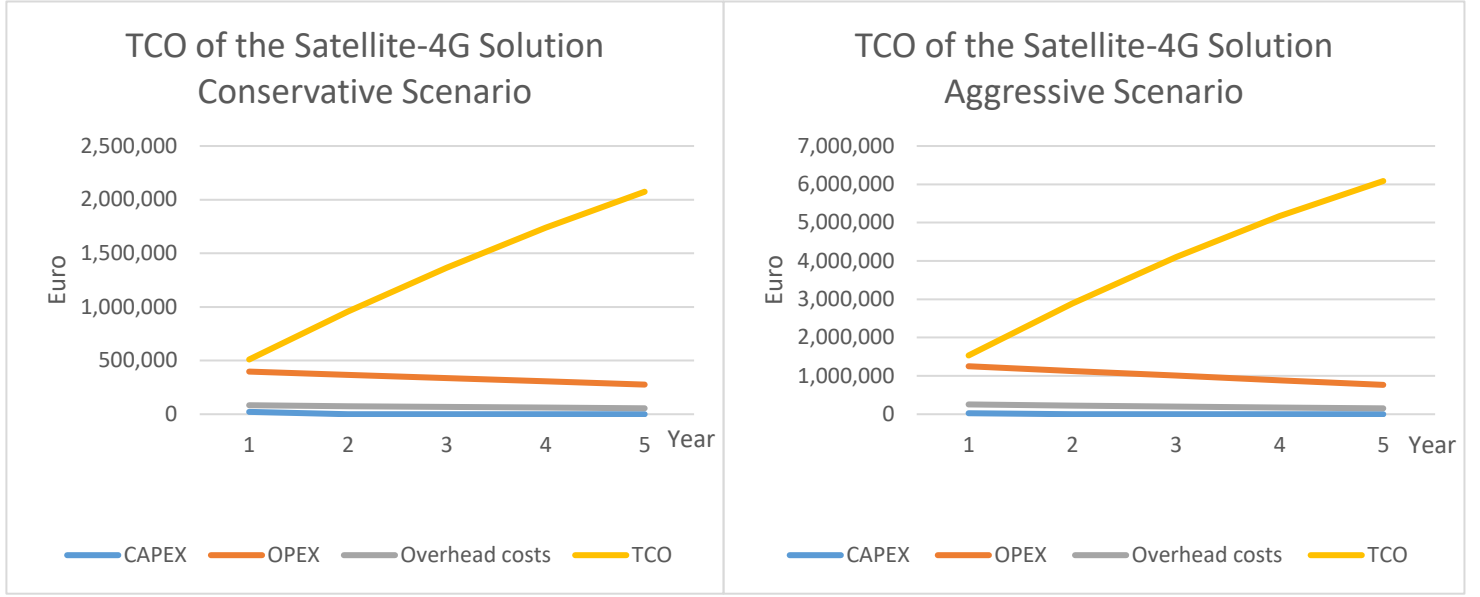 TCO of the Satellite-4G Solution
Conservative Scenario
2,500,000
2,000,000
1,500,000
1,000,000
500,000
0
Euro
1 2 3 4 5 Year
CAPEX OPEX Overhead costs TCO
TCO of the Satellite-4G Solution
Aggressive Scenario
7,000,000
6,000,000
5,000,000
4,000,000
3,000,000
2,000,000
1,000,000
0
Euro
1 2 3 4 5 Year
CAPEX OPEX Overhead costs TCO